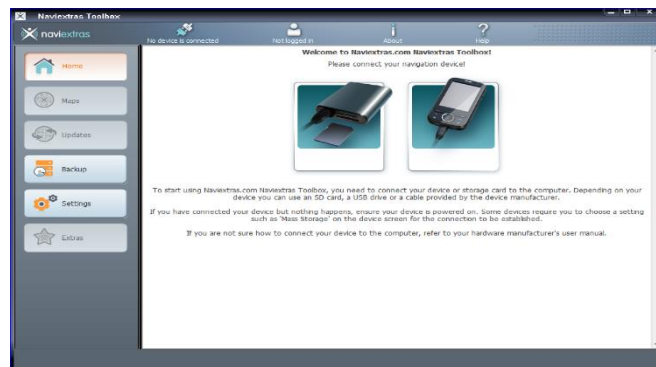 Naviextras Toolbox
naviextras
No device is connected
Not logged in
About
Help
Home
Maps
Updates
Backup
Settings
Extras
Welcome to Naviextras.com Naviextras Toolbox!
Please connect your navigation device!
To start using Naviextras.com Naviextras Toolbox, you need to connect your device or storage card to the computer. Depending on your
device you can use an SD card, a USB drive or a cable provided by the device manufacturer.
If you have connected your device but nothing happens, ensure your device is powered on. Some devices require you to choose a setting
such as 'Mass Storage' on the device screen for the connection to be established.
If you are not sure how to connect your device to the computer, refer to your hardware manufacturer's user manual.